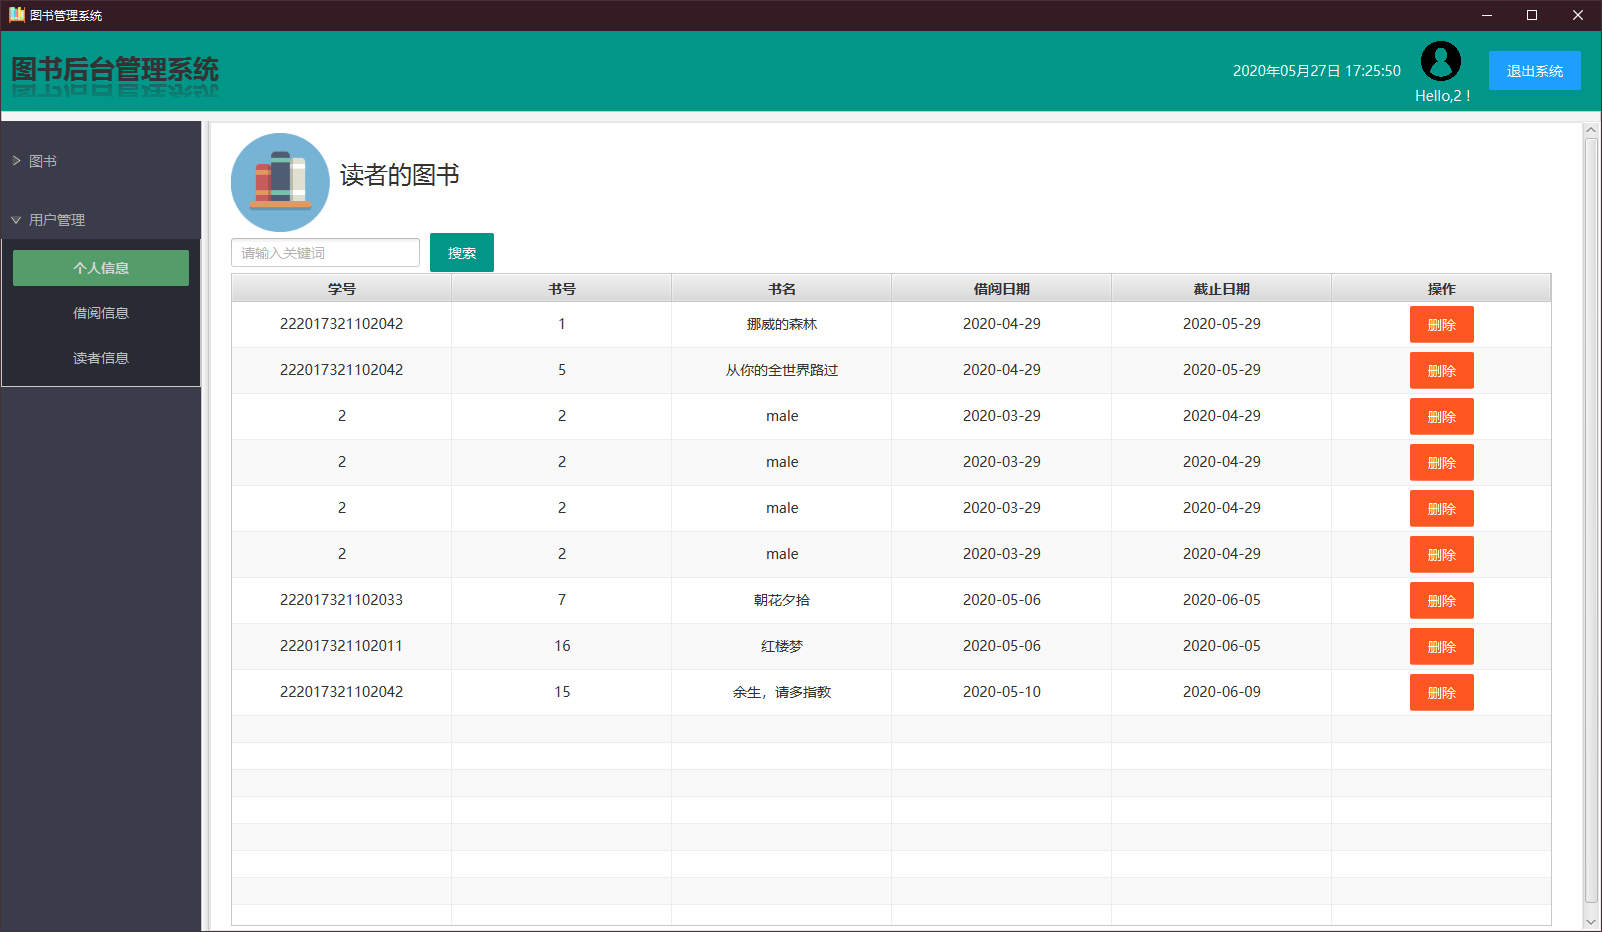 图书管理系统
图书后台管理系统
2020年05月27日 17:25:50
Hello,2 !
退出系统
图书
用户管理
个人信息
借阅信息
读者信息
读者的图书
请输入关键词
搜索
学号 书号 书名 借阅日期 截止日期 操作
222017321102042 1 挪威的森林 2020-04-29 2020-05-29 删除
222017321102042 5 从你的全世界路过 2020-04-29 2020-05-29 删除
2 2 male 2020-03-29 2020-04-29 删除
2 2 male 2020-03-29 2020-04-29 删除
2 2 male 2020-03-29 2020-04-29 删除
2 2 male 2020-03-29 2020-04-29 删除
222017321102033 7 朝花夕拾 2020-05-06 2020-06-05 删除
222017321102011 16 红楼梦 2020-05-06 2020-06-05 删除
222017321102042 15 余生，请多指教 2020-05-10 2020-06-09 删除